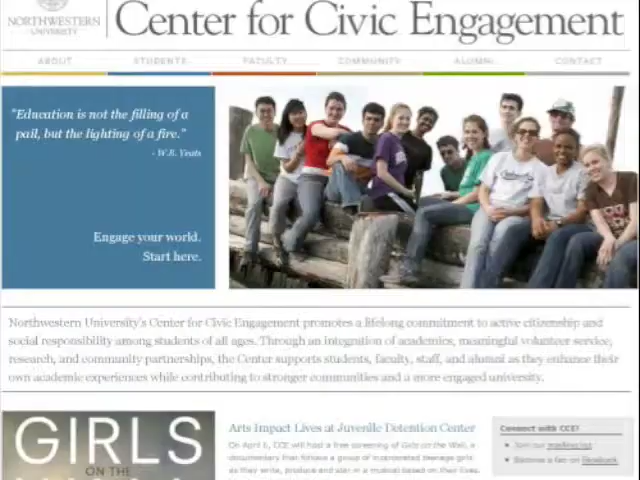 NORTHWESTERN
UNIVERSITY
Center for Civic Engagement
ABOUT
STUDENTS
FACULTY
COMMUNITY
ALUMNI
CONTACT
"Education is not the filling of a
pail, but the lighting of a fire."
- W.B. Yeats
Engage your world.
Start here.
Northwestern University's Center for Civic Engagement promotes a lifelong commitment to active citizenship and
social responsibility among students of all ages. Through an integration of academics, meaningful volunteer service,
research, and community partnerships, the Center supports students, faculty, staff, and alumni as they enhance their
own academic experiences while contributing to stronger communities and a more engaged university.
GIRLS
ON THE
Arts Impact Lives at Juvenile Detention Center
On April 6, CCE will host a free screening of Girls on the Wall, a
documentary that follows a group of incarcerated teenage girls
as they write, produce and star in a musical based on their lives.
Connect with CCE!
Join our mailing list
Become a fan on Facebook